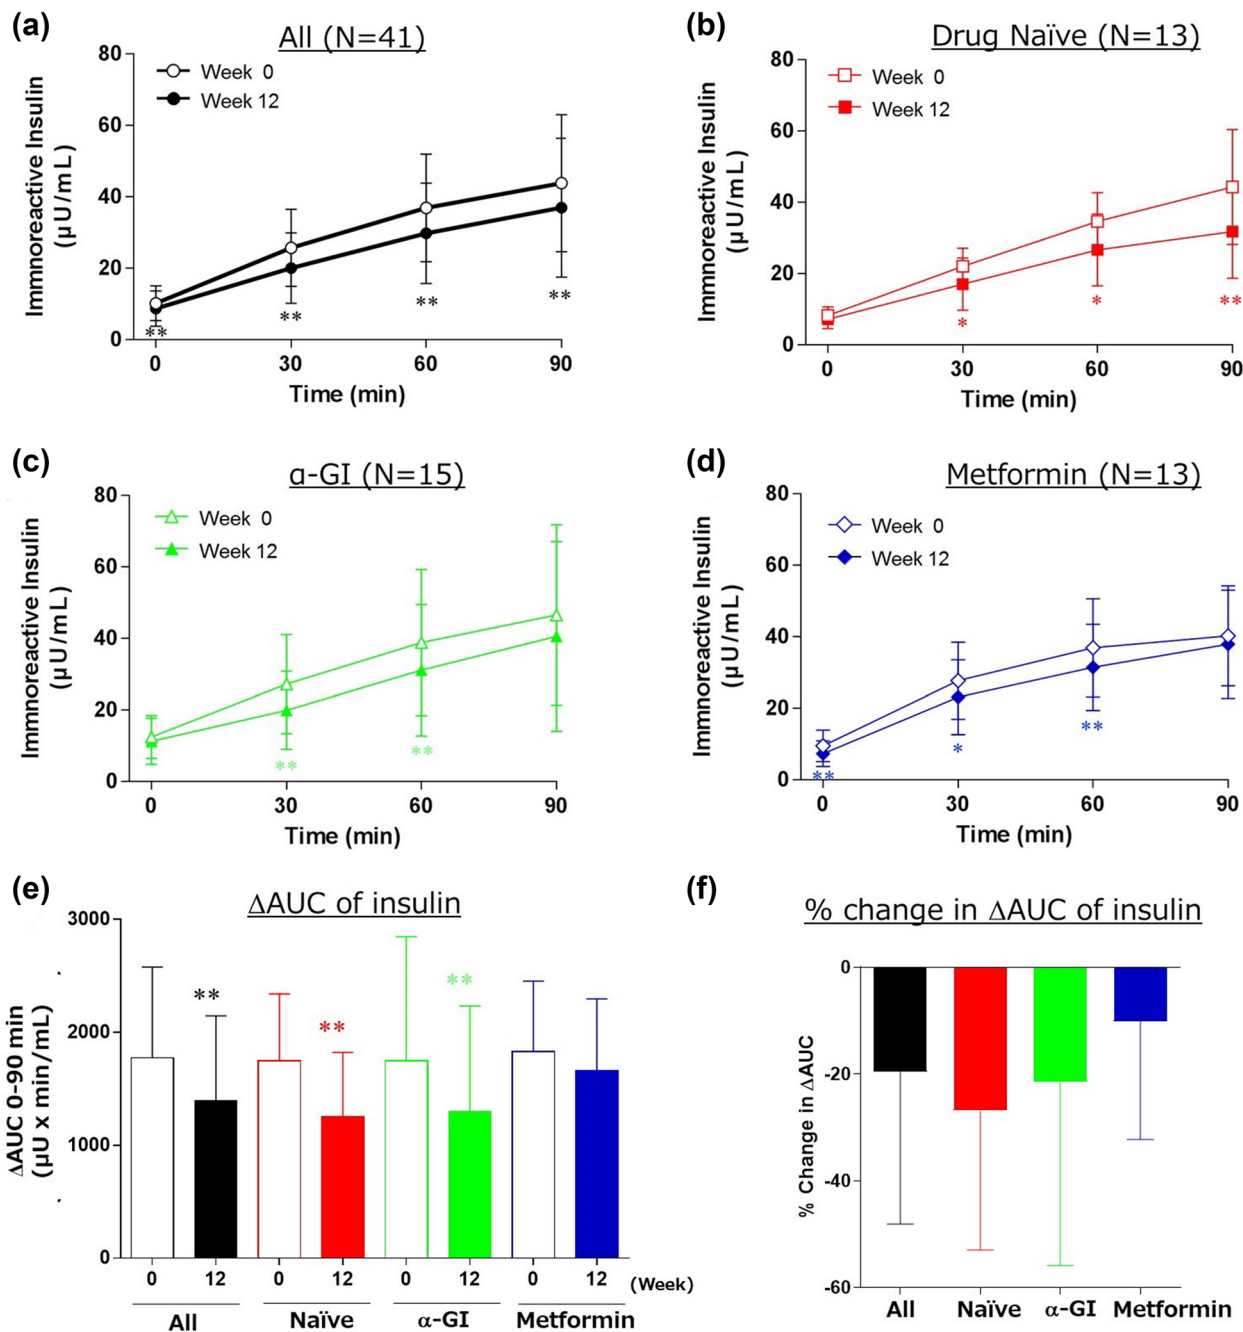 (a)
All (N=41)
Week 0
Week 12
Immnoreactive Insulin
(µU/mL)
80
60
40
20
0
**
**
**
**
0 30 60 90
Time (min)
(b)
Drug Naïve (N=13)
Week 0
Week 12
Immnoreactive Insulin
(µU/mL)
80
60
40
20
0
*
*
**
0 30 60 90
Time (min)
(c)
α-GI (N=15)
Week 0
Week 12
Immnoreactive Insulin
(µU/mL)
80
60
40
20
0
**
**
0 30 60 90
Time (min)
(d)
Metformin (N=13)
Week 0
Week 12
Immnoreactive Insulin
(µU/mL)
80
60
40
20
0
**
*
**
0 30 60 90
Time (min)
(e)
ΔAUC of insulin
ΔAUC 0-90 min
(µU x min/mL)
3000
2000
1000
0
**
**
**
0 12 0 12 0 12 0 12 (Week)
All Naïve α-GI Metformin
(f)
% change in ΔAUC of insulin
% Change in ΔAUC
0
-20
-40
-60
All Naïve α-GI Metformin